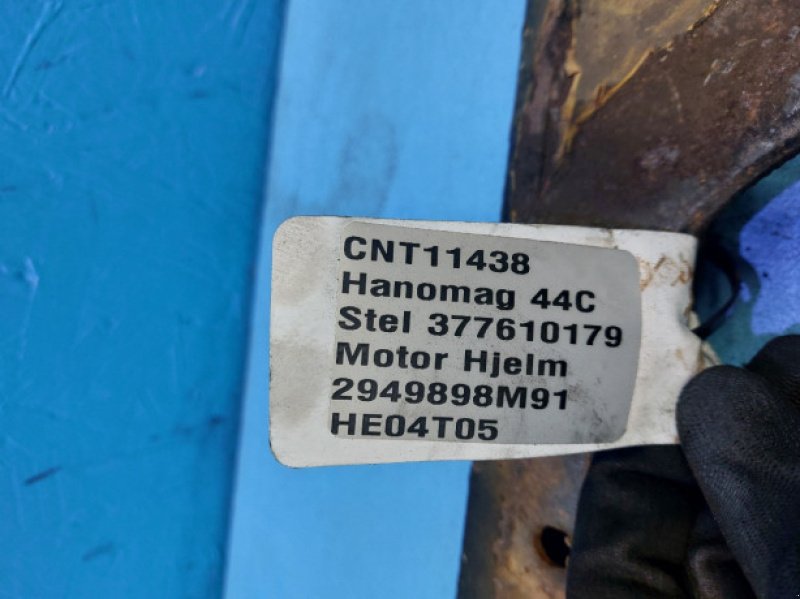 CNT11438
Hanomag 44C
Stel 377610179
Motor Hjelm
2949898M91
HE04T05